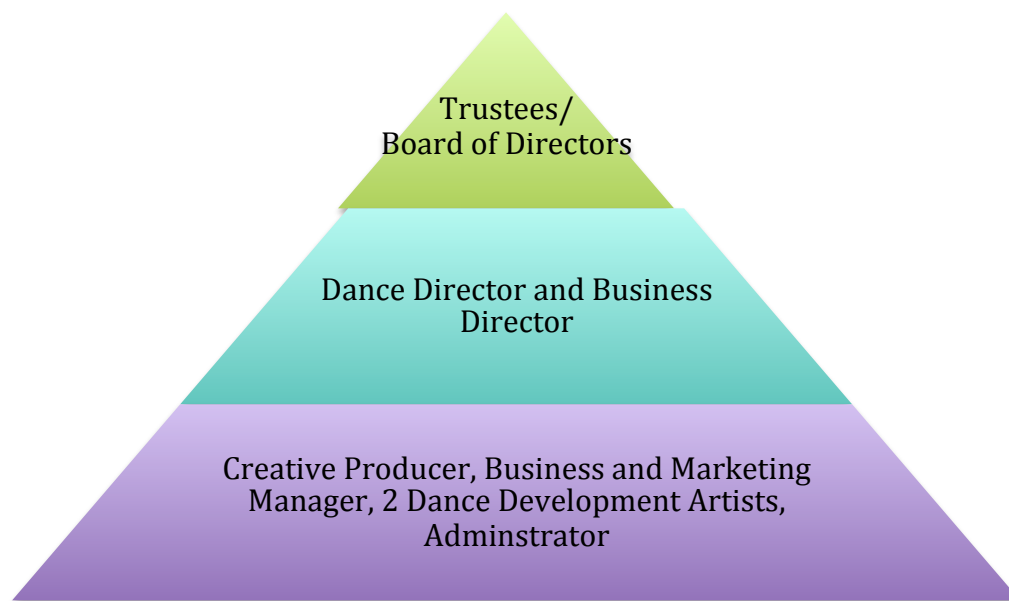 Trustees/
Board of Directors
Dance Director and Business
Director
Creative Producer, Business and Marketing
Manager, 2 Dance Development Artists,
Adminstrator